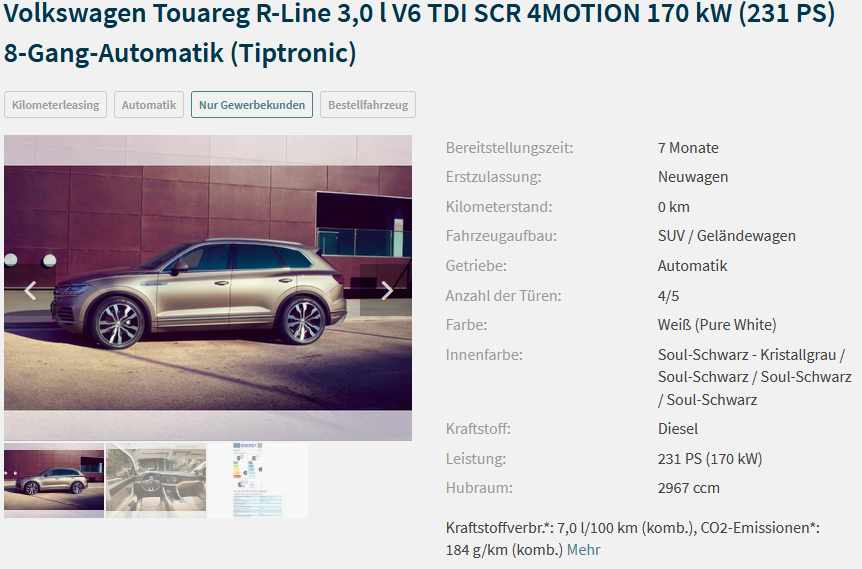 Volkswagen Touareg R-Line 3,0 l V6 TDI SCR 4MOTION 170 kW (231 PS)
8-Gang-Automatik (Tiptronic)
Kilometerleasing
Automatik
Nur Gewerbekunden
Bestellfahrzeug
Bereitstellungszeit: 7 Monate
Erstzulassung: Neuwagen
Kilometerstand: 0 km
Fahrzeugaufbau: SUV / Geländewagen
Getriebe: Automatik
Anzahl der Türen: 4/5
Farbe: Weiß (Pure White)
Innenfarbe: Soul-Schwarz - Kristallgrau /
Soul-Schwarz / Soul-Schwarz
/ Soul-Schwarz
Kraftstoff: Diesel
Leistung: 231 PS (170 kW)
Hubraum: 2967 ccm
Kraftstoffverbr.*: 7,0 l/100 km (komb.), CO2-Emissionen*:
184 g/km (komb.) Mehr